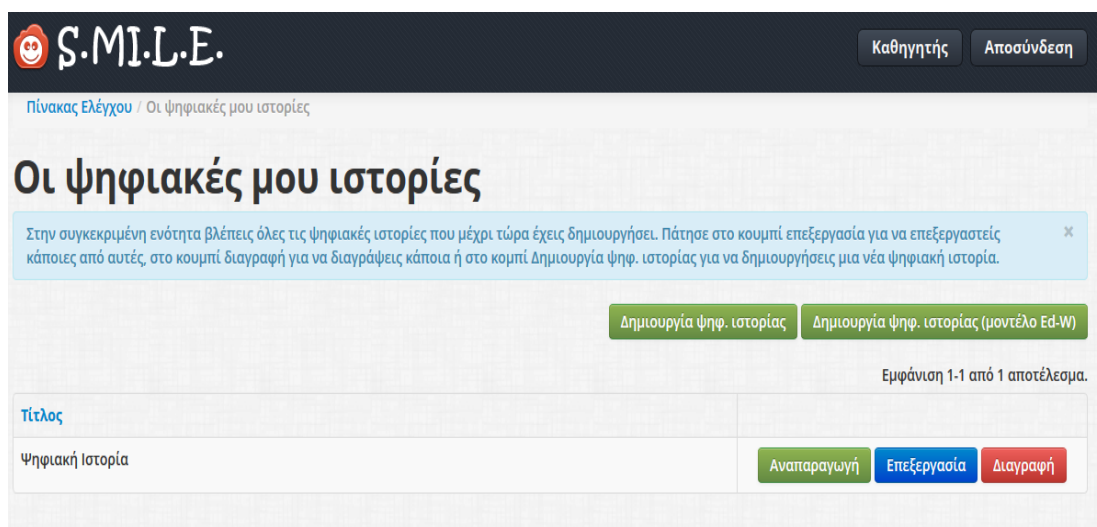 S.MI.L.E.
Καθηγητής Αποσύνδεση
Πίνακας Ελέγχου / Οι ψηφιακές μου ιστορίες
Οι ψηφιακές μου ιστορίες
Στην συγκεκριμένη ενότητα βλέπεις όλες τις ψηφιακές ιστορίες που μέχρι τώρα έχεις δημιουργήσει. Πάτησε στο κουμπί επεξεργασία για να επεξεργαστείς ×
κάποιες από αυτές, στο κουμπί διαγραφή για να διαγράψεις κάποια ή στο κομπί Δημιουργία ψηφ. ιστορίας για να δημιουργήσεις μια νέα ψηφιακή ιστορία.
Δημιουργία ψηφ. ιστορίας Δημιουργία ψηφ. ιστορίας (μοντέλο Ed-W)
Εμφάνιση 1-1 από 1 αποτέλεσμα.
Τίτλος
Ψηφιακή Ιστορία Αναπαραγωγή Επεξεργασία Διαγραφή